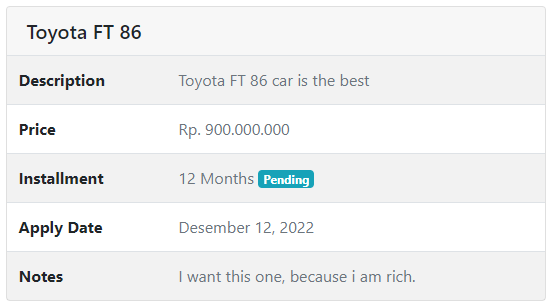 Toyota FT 86
Description Toyota FT 86 car is the best
Price Rp. 900.000.000
Installment 12 Months Pending
Apply Date Desember 12, 2022
Notes I want this one, because i am rich.